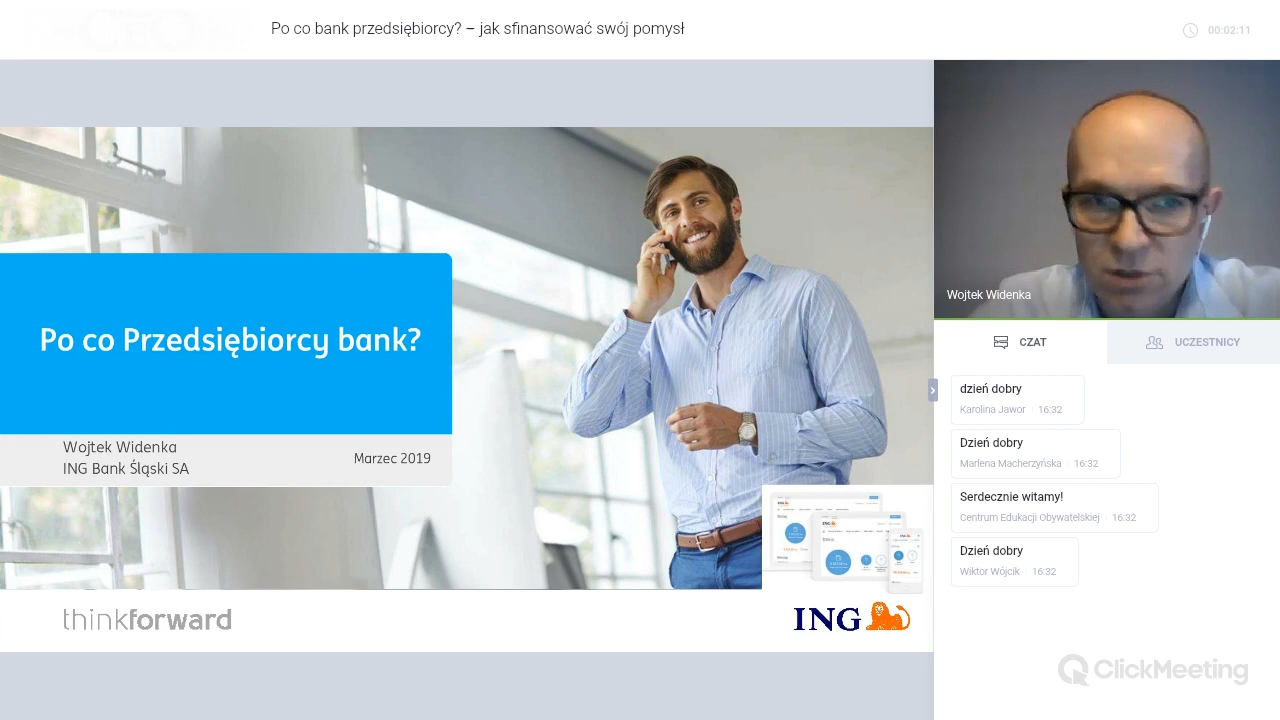 Po co bank przedsiębiorcy? – jak sfinansować swój pomysł
00:02:11
Po co Przedsiębiorcy bank?
Wojtek Widenka
ING Bank Śląski SA
Marzec 2019
thinkforward
ING
Wojtek Widenka
CZAT
UCZESTNICY
dzień dobry
Karolina Jawor 16:32
Dzień dobry
Marlena Macherzyńska 16:32
Serdecznie witamy!
Centrum Edukacji Obywatelskiej 16:32
Dzień dobry
Wiktor Wójcik 16:32
ClickMeeting